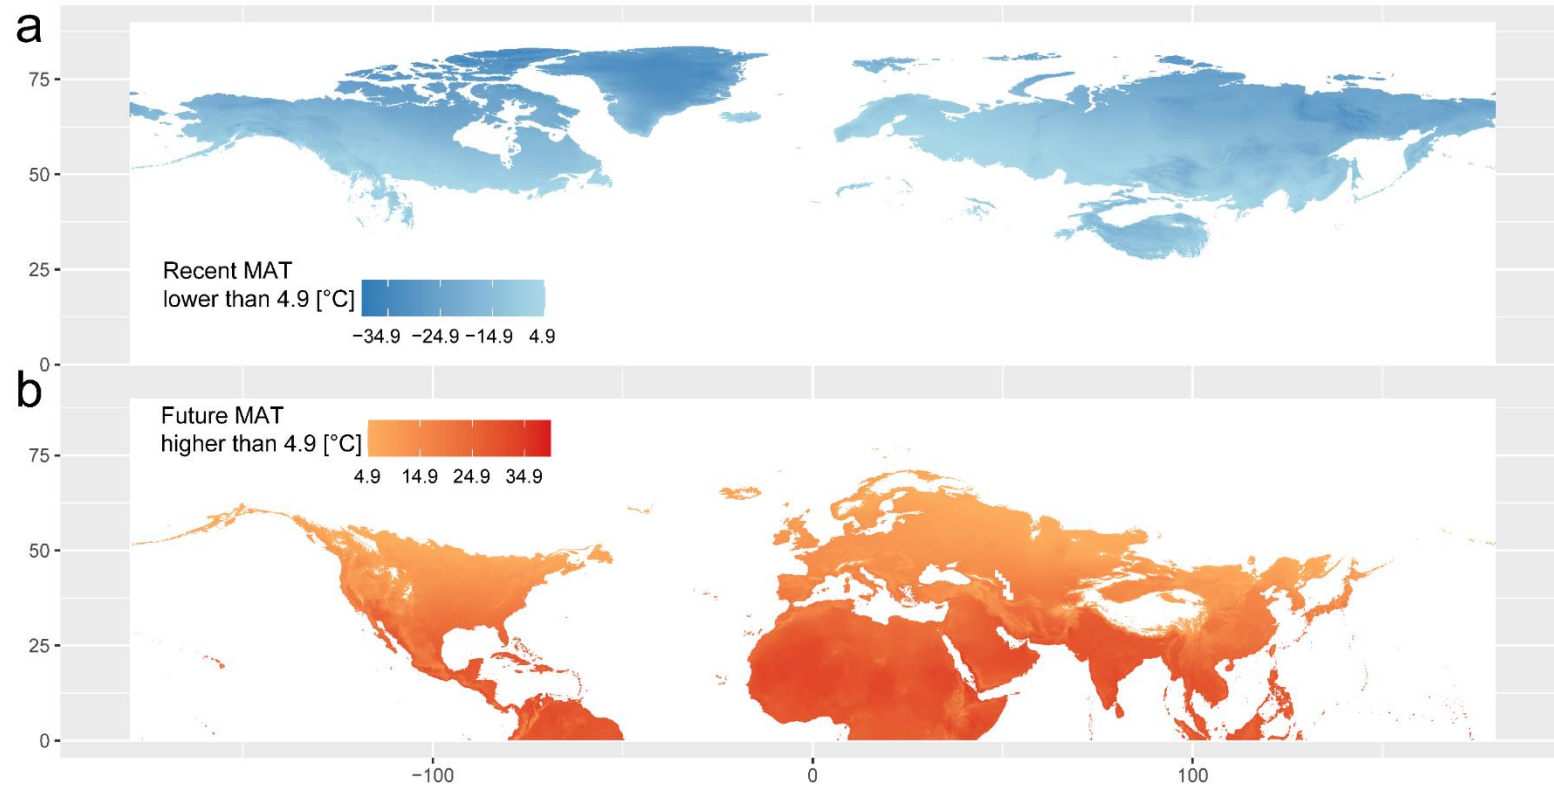 a
75
50
25
0
Recent MAT
lower than 4.9 [°C]
−34.9 −24.9 −14.9 4.9
b
Future MAT
higher than 4.9 [°C]
4.9 14.9 24.9 34.9
75
50
25
0
−100 0 100